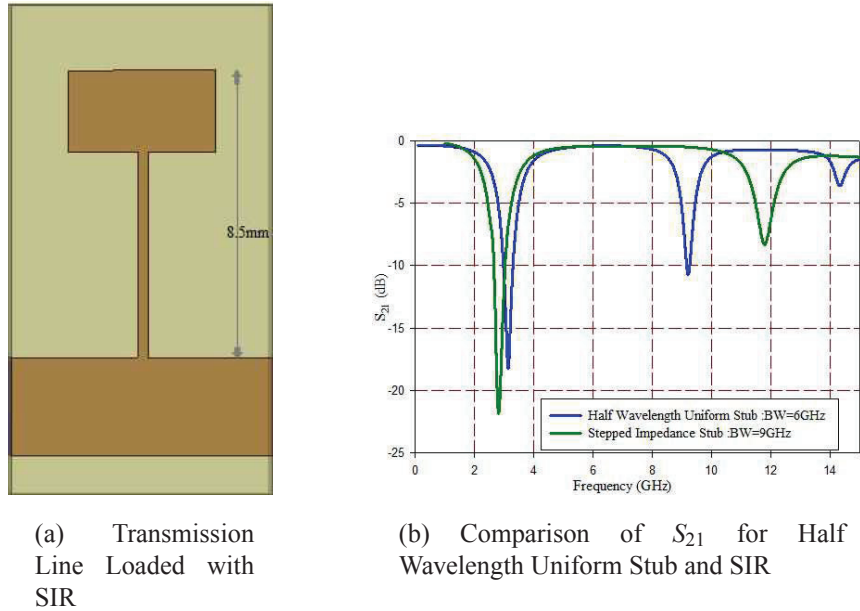 8.5mm
(a) Transmission
Line Loaded with
SIR
0
-5
-10
-15
-20
-25
S21 (dB)
0 2 4 6 8 10 12 14
Frequency (GHz)
Half Wavelength Uniform Stub :BW=6GHz
Stepped Impedance Stub :BW=9GHz
(b) Comparison of S21 for Half
Wavelength Uniform Stub and SIR